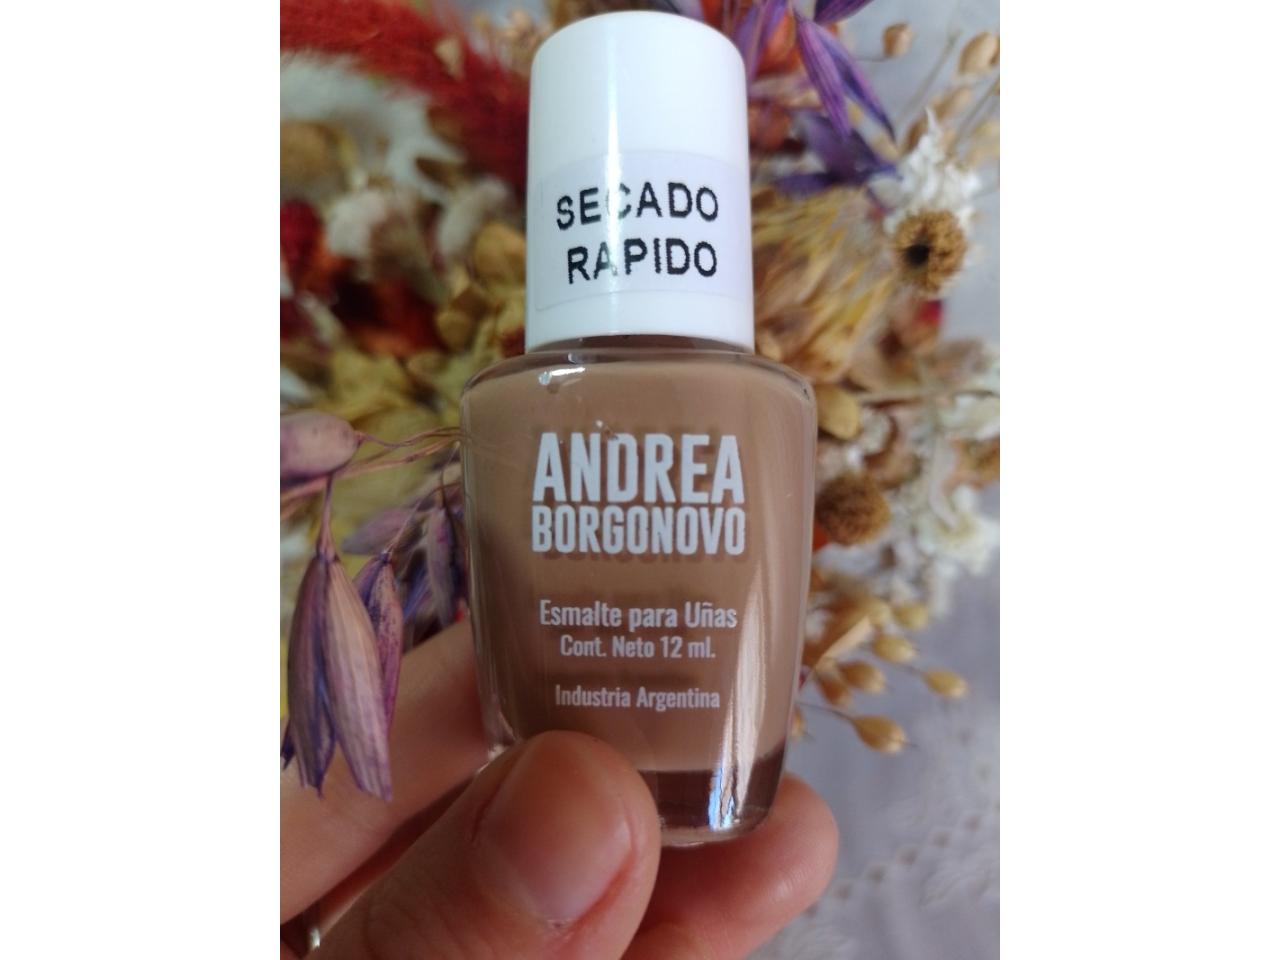 SECADO
RAPIDO
ANDREA
BORGONOVO
Esmalte para Uñas
Cont. Neto 12 ml.
Industria Argentina